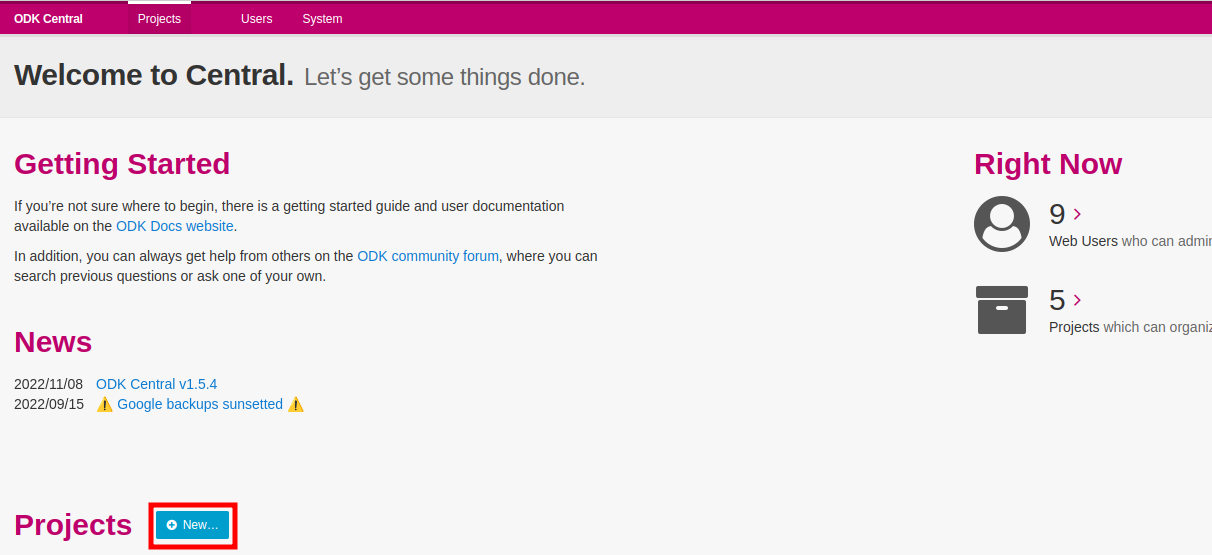 ODK Central Projects Users System
Welcome to Central. Let’s get some things done.
Getting Started
If you’re not sure where to begin, there is a getting started guide and user documentation
available on the ODK Docs website.
In addition, you can always get help from others on the ODK community forum, where you can
search previous questions or ask one of your own.
News
2022/11/08 ODK Central v1.5.4
2022/09/15 ⚠️ Google backups sunsetted ⚠️
Right Now
9
Web Users who can
5
Projects which can
Projects New…